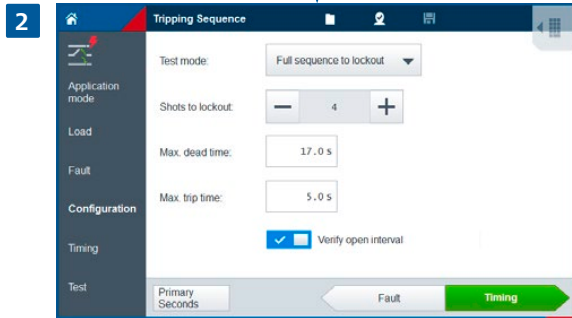 2
Tripping Sequence
Application
mode
Load
Fault
Configuration
Timing
Test
Test mode:
Full sequence to lockout
Shots to lockout:
4
Max. dead time:
17.0 s
Max. trip time:
5.0 s
Verify open interval
Primary
Seconds
Fault
Timing